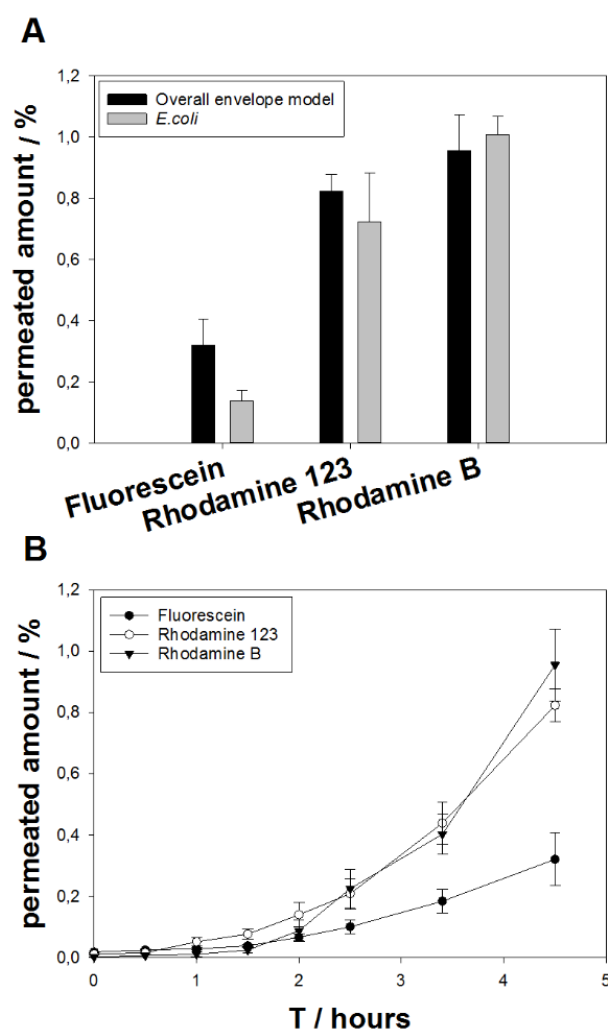 A
1,2
1,0
0,8
0,6
0,4
0,2
0,0
permeated amount / %
Overall envelope model
E.coli
Fluorescein
Rhodamine 123
Rhodamine B
B
1,2
1,0
0,8
0,6
0,4
0,2
0,0
permeated amount / %
Fluorescein
Rhodamine 123
Rhodamine B
0 1 2 3 4 5
T / hours